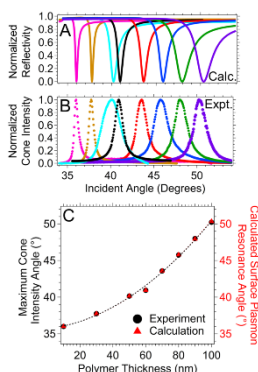 Normalized
Reflectivity
1.0
0.8
0.6
0.4
0.2
0.0
A
Calc.
Normalized
Cone Intensity
1.0
0.8
0.6
0.4
0.2
0.0
B
Expt.
35 40 45 50
Incident Angle (Degrees)
C
Maximum Cone
Intensity Angle (°)
50
45
40
35
Experiment
Calculation
20 40 60 80 100
Polymer Thickness (nm)
50
45
40
35
Calculated Surface Plasmon
Resonance Angle (°)